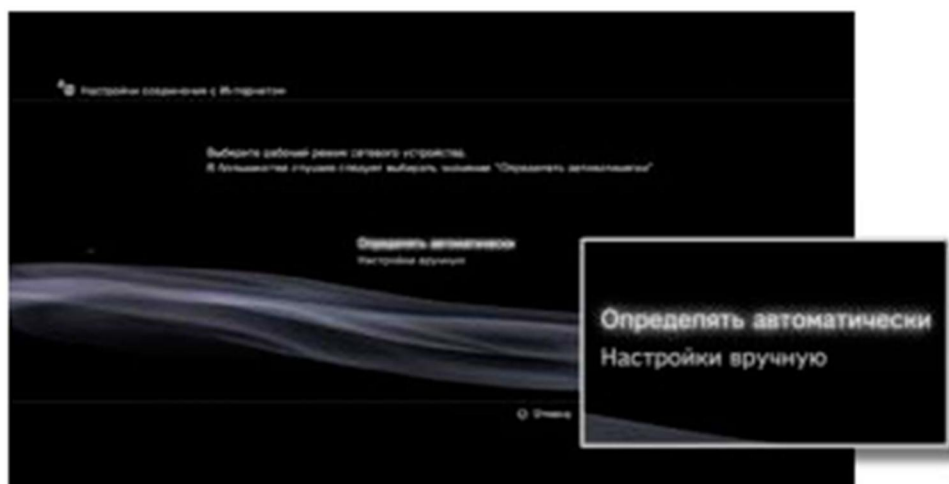 Настройки соединения с Интернетом
Выберите рабочий режим сетевого устройства.
В большинстве случаев следует выбирать значение "Определять автоматически"
Определять автоматически
Настройки вручную
Отмена
Определять автоматически
Настройки вручную